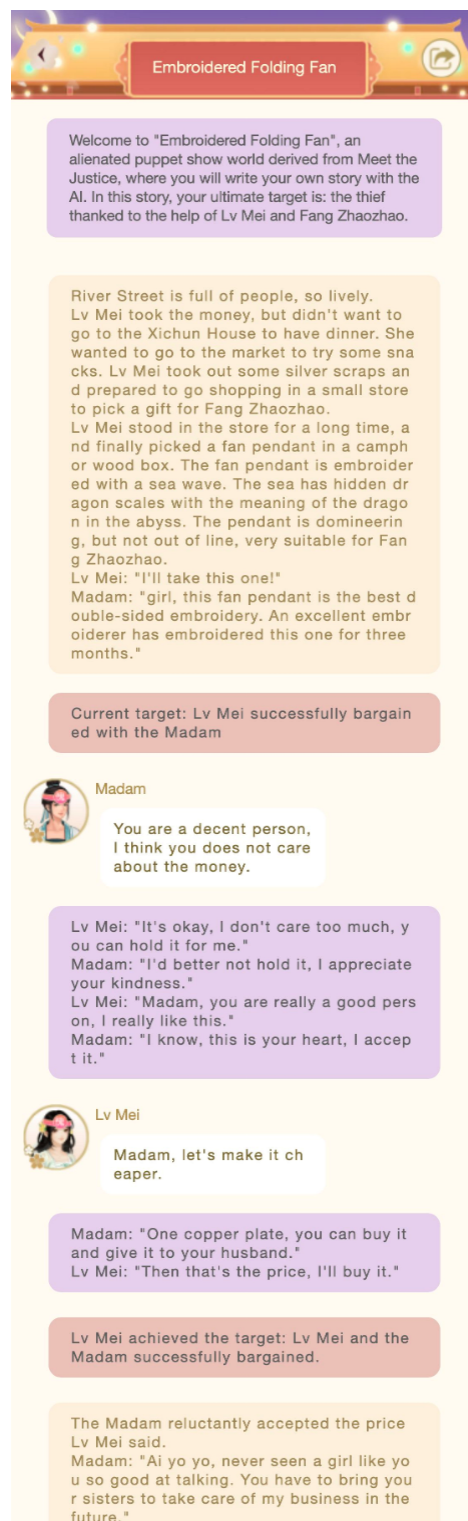 Embroidered Folding Fan
Welcome to "Embroidered Folding Fan", an
alienated puppet show world derived from Meet the
Justice, where you will write your own story with the
AI. In this story, your ultimate target is: the thief
thanked to the help of Lv Mei and Fang Zhaozhao.
River Street is full of people, so lively.
Lv Mei took the money, but didn't want to
go to the Xichun House to have dinner. She
wanted to go to the market to try some sna
cks. Lv Mei took out some silver scraps an
d prepared to go shopping in a small store
to pick a gift for Fang Zhaozhao.
Lv Mei stood in the store for a long time, a
nd finally picked a fan pendant in a camph
or wood box. The fan pendant is embroider
ed with a sea wave. The sea has hidden dr
agon scales with the meaning of the drago
n in the abyss. The pendant is domineerin
g, but not out of line, very suitable for Fan
g Zhaozhao.
Lv Mei: "I'll take this one!"
Madam: "girl, this fan pendant is the best d
ouble-sided embroidery. An excellent embr
oiderer has embroidered this one for three
months."
Current target: Lv Mei successfully bargain
ed with the Madam
Madam
You are a decent person,
I think you does not care
about the money.
Lv Mei: "It's okay, I don't care too much, y
ou can hold it for me."
Madam: "I'd better not hold it, I appreciate
your kindness."
Lv Mei: "Madam, you are really a good pers
on, I really like this."
Madam: "I know, this is your heart, I accep
t it."
Lv Mei
Madam, let's make it ch
eaper.
Madam: "One copper plate, you can buy it
and give it to your husband."
Lv Mei: "Then that's the price, I'll buy it."
Lv Mei achieved the target: Lv Mei and the
Madam successfully bargained.
The Madam reluctantly accepted the price
Lv Mei said.
Madam: "Ai yo yo, never seen a girl like yo
u so good at talking. You have to bring you
r sisters to take care of my business in the
future."